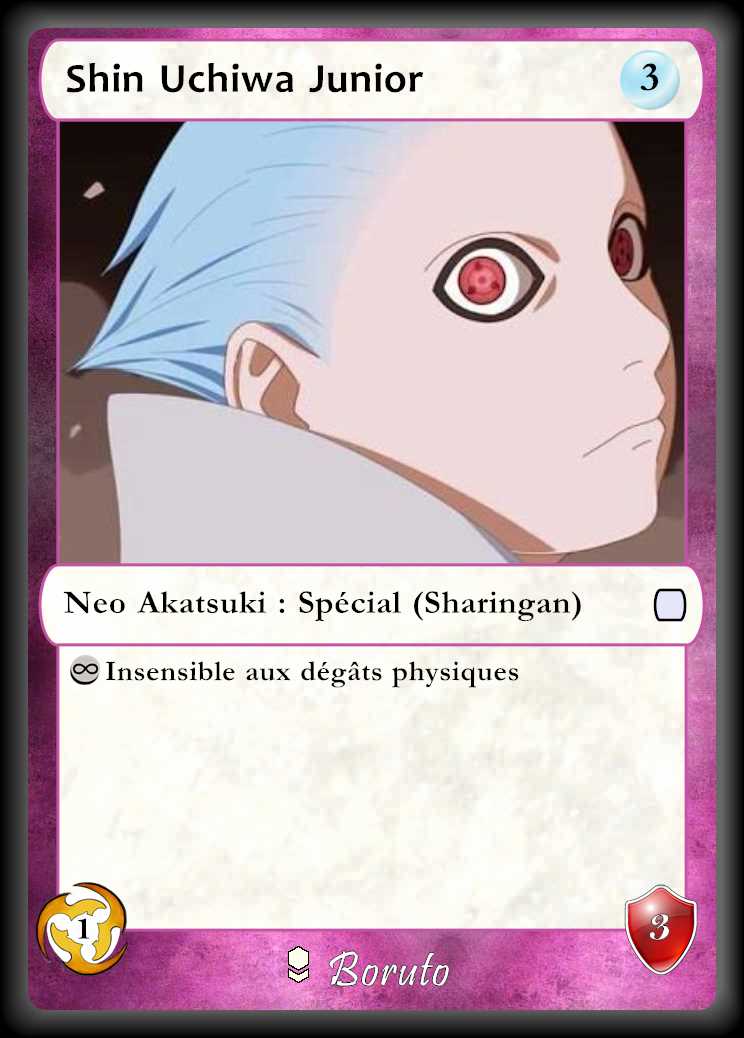 Shin Uchiwa Junior
3
Neo Akatsuki : Spécial (Sharingan)
∞ Insensible aux dégâts physiques
1
3
Boruto